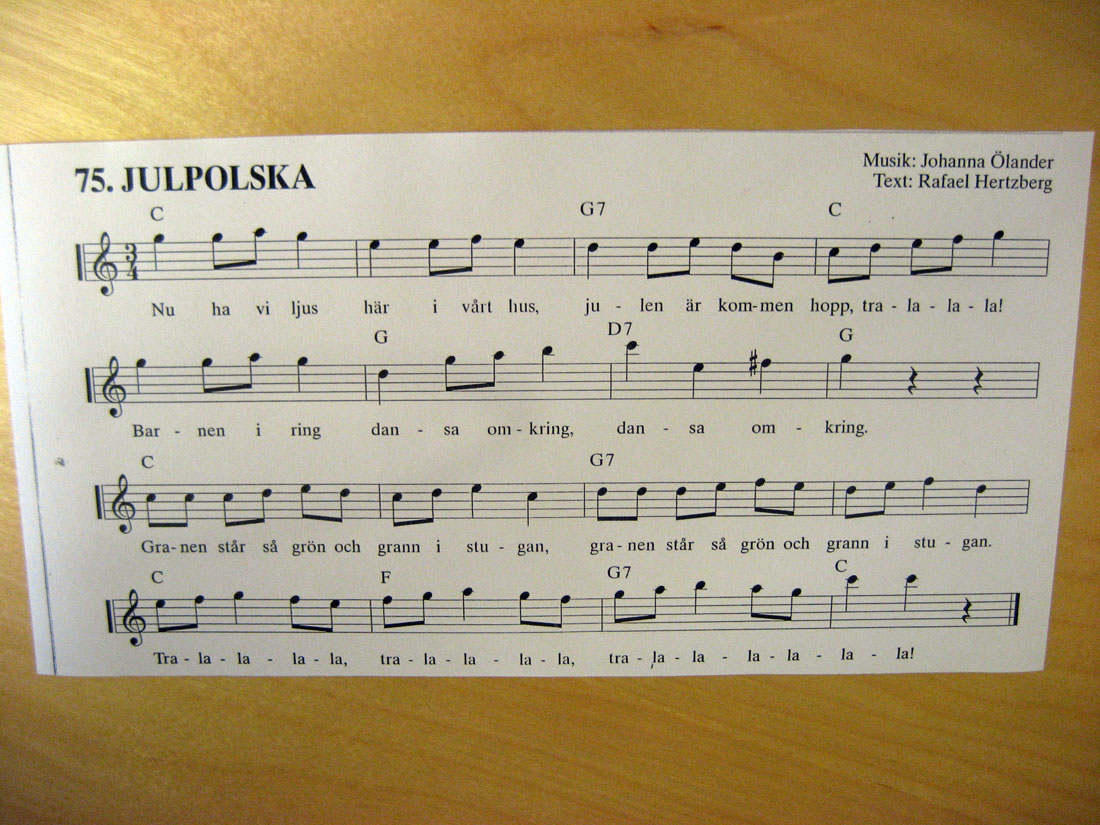 75. JULPOLSKA
Musik: Johanna Ölander
Text: Rafael Hertzberg
C G7 C
3
4
Nu ha vi ljus här i vårt hus, ju - len är kom-men hopp, tra - la - la - la!
G D7 G
Bar - nen i ring dan - sa om - kring, dan - sa om - kring.
C G7
Gra - nen står så grön och grann i stu - gan, gra - nen står så grön och grann i stu - gan.
C F G7 C
Tra - la - la - la - la, tra - la - la - la - la, tra - la - la - la - la - la - la!